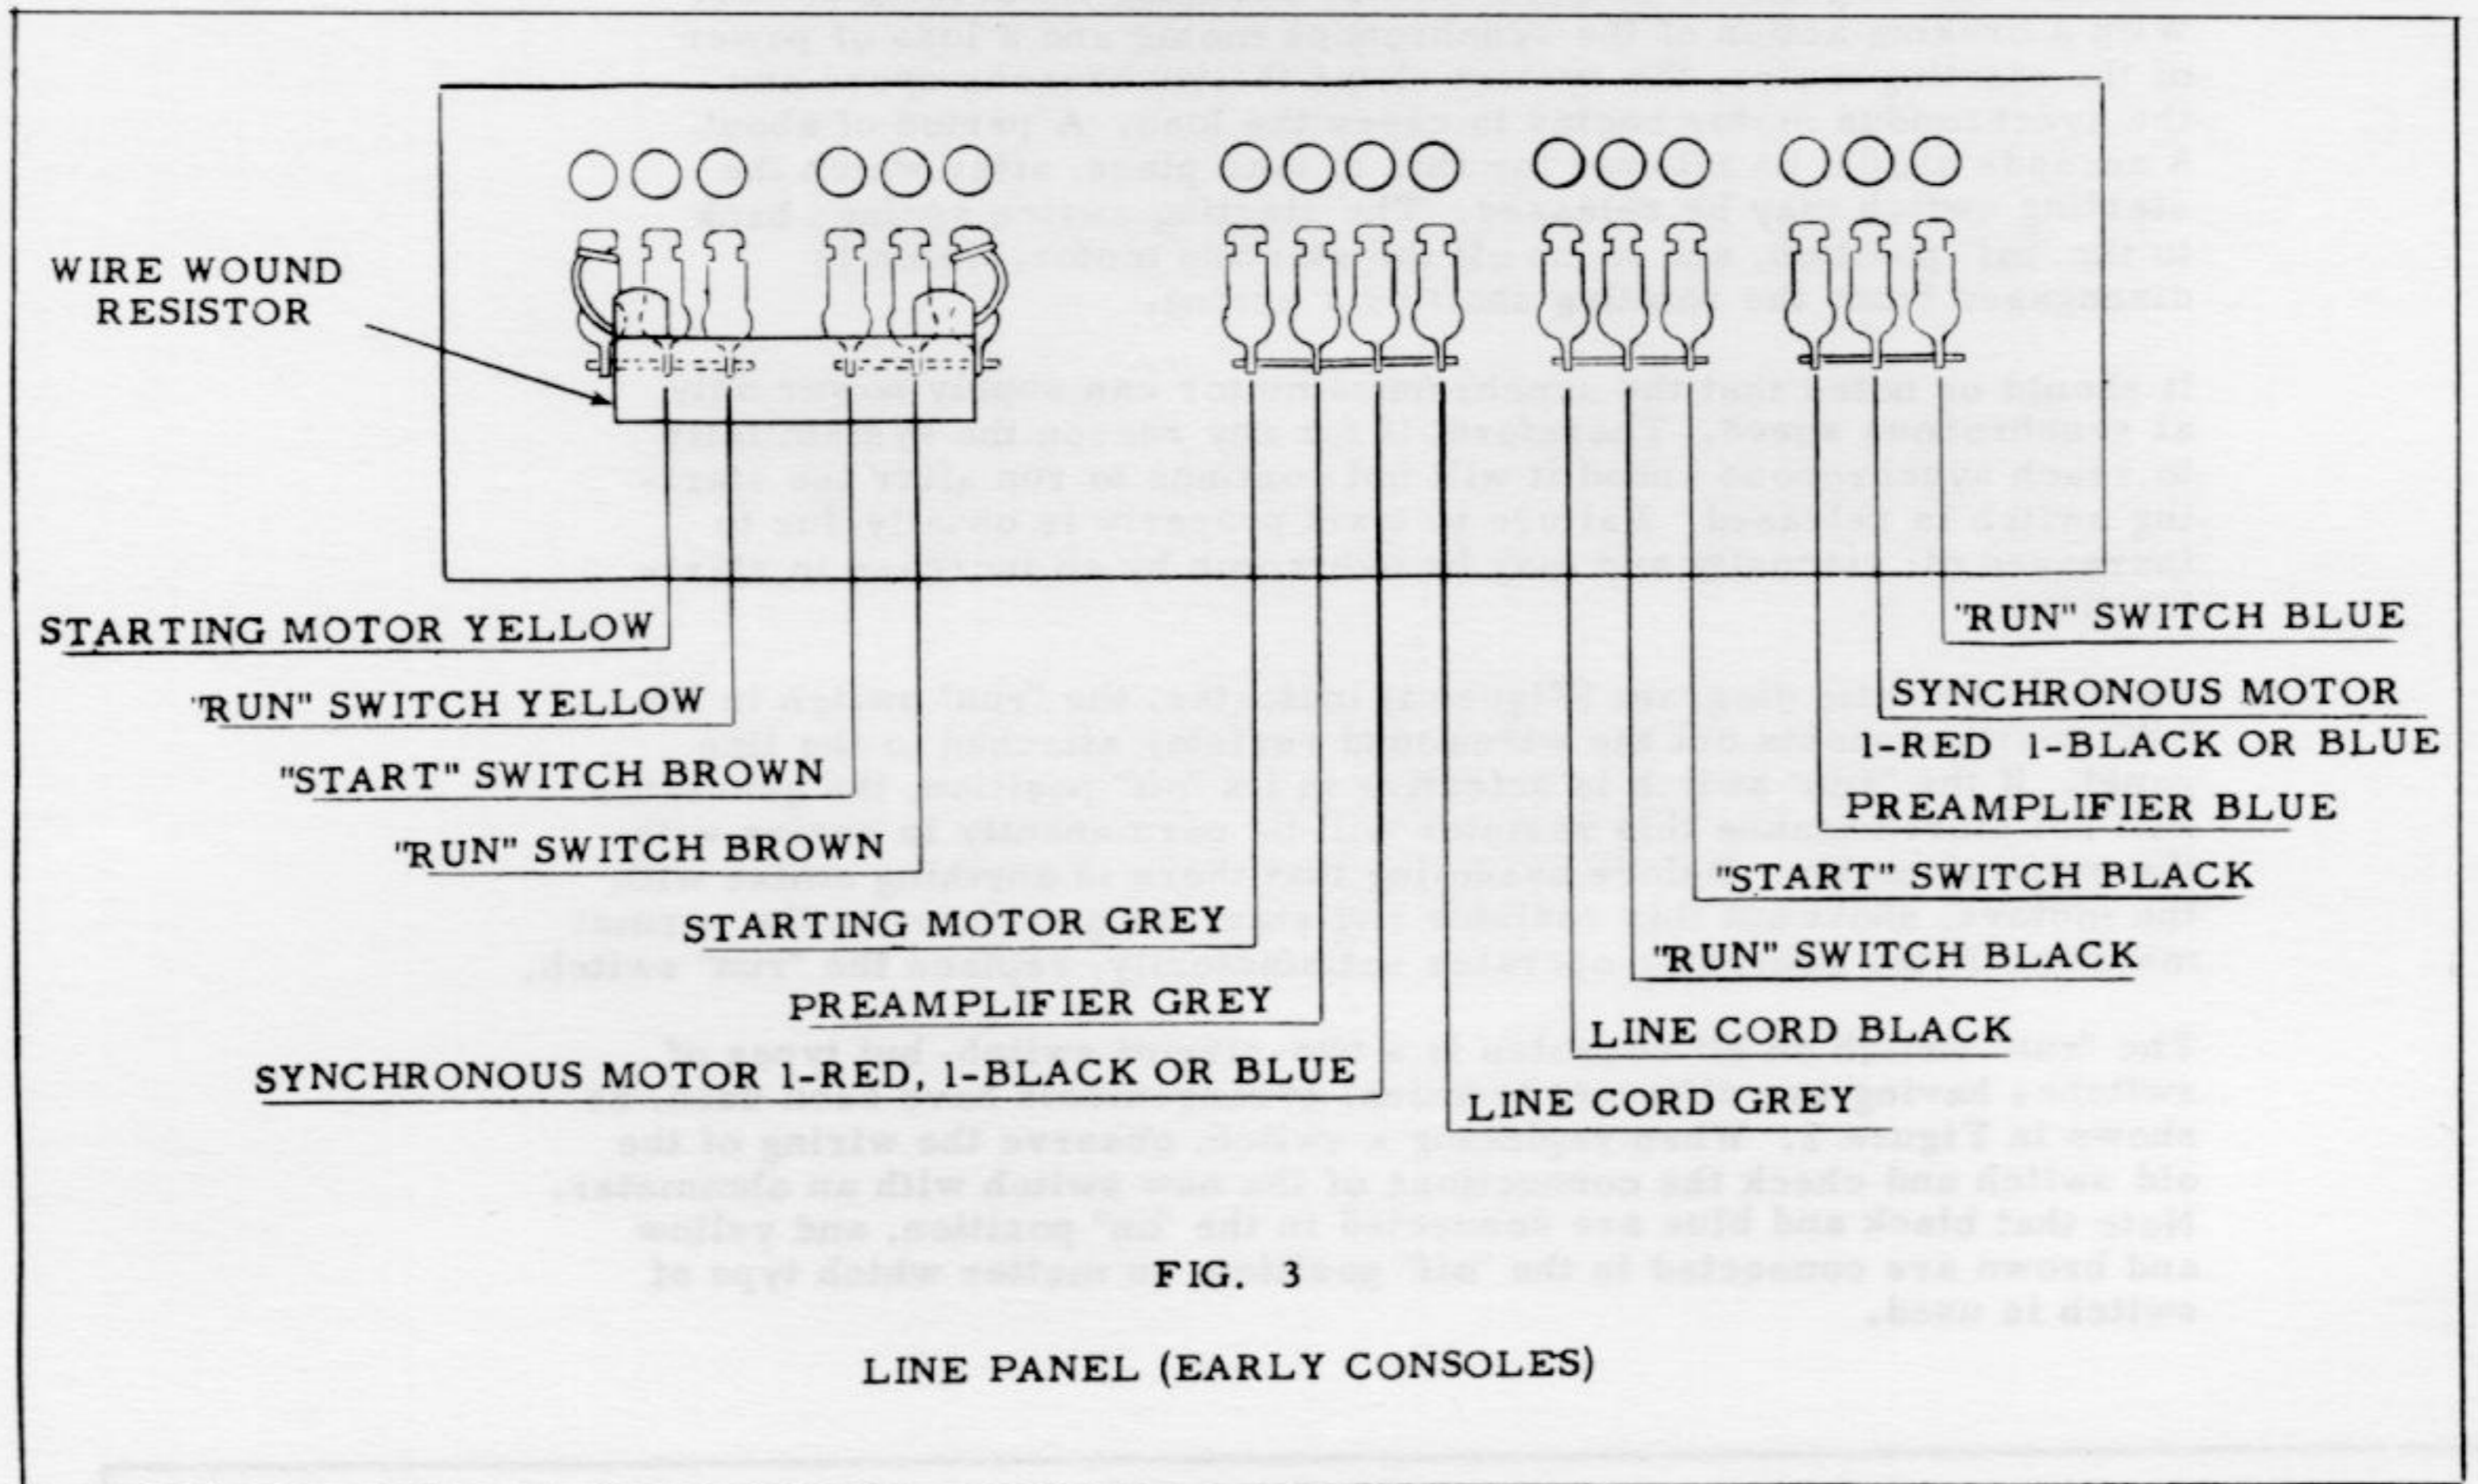 WIRE WOUND
RESISTOR
STARTING MOTOR YELLOW
"RUN" SWITCH YELLOW
"START" SWITCH BROWN
"RUN" SWITCH BROWN
STARTING MOTOR GREY
PREAMPLIFIER GREY
SYNCHRONOUS MOTOR 1-RED, 1-BLACK OR BLUE
"RUN" SWITCH BLUE
SYNCHRONOUS MOTOR
1-RED 1-BLACK OR BLUE
PREAMPLIFIER BLUE
"START" SWITCH BLACK
"RUN" SWITCH BLACK
LINE CORD BLACK
LINE CORD GREY
FIG. 3
LINE PANEL (EARLY CONSOLES)